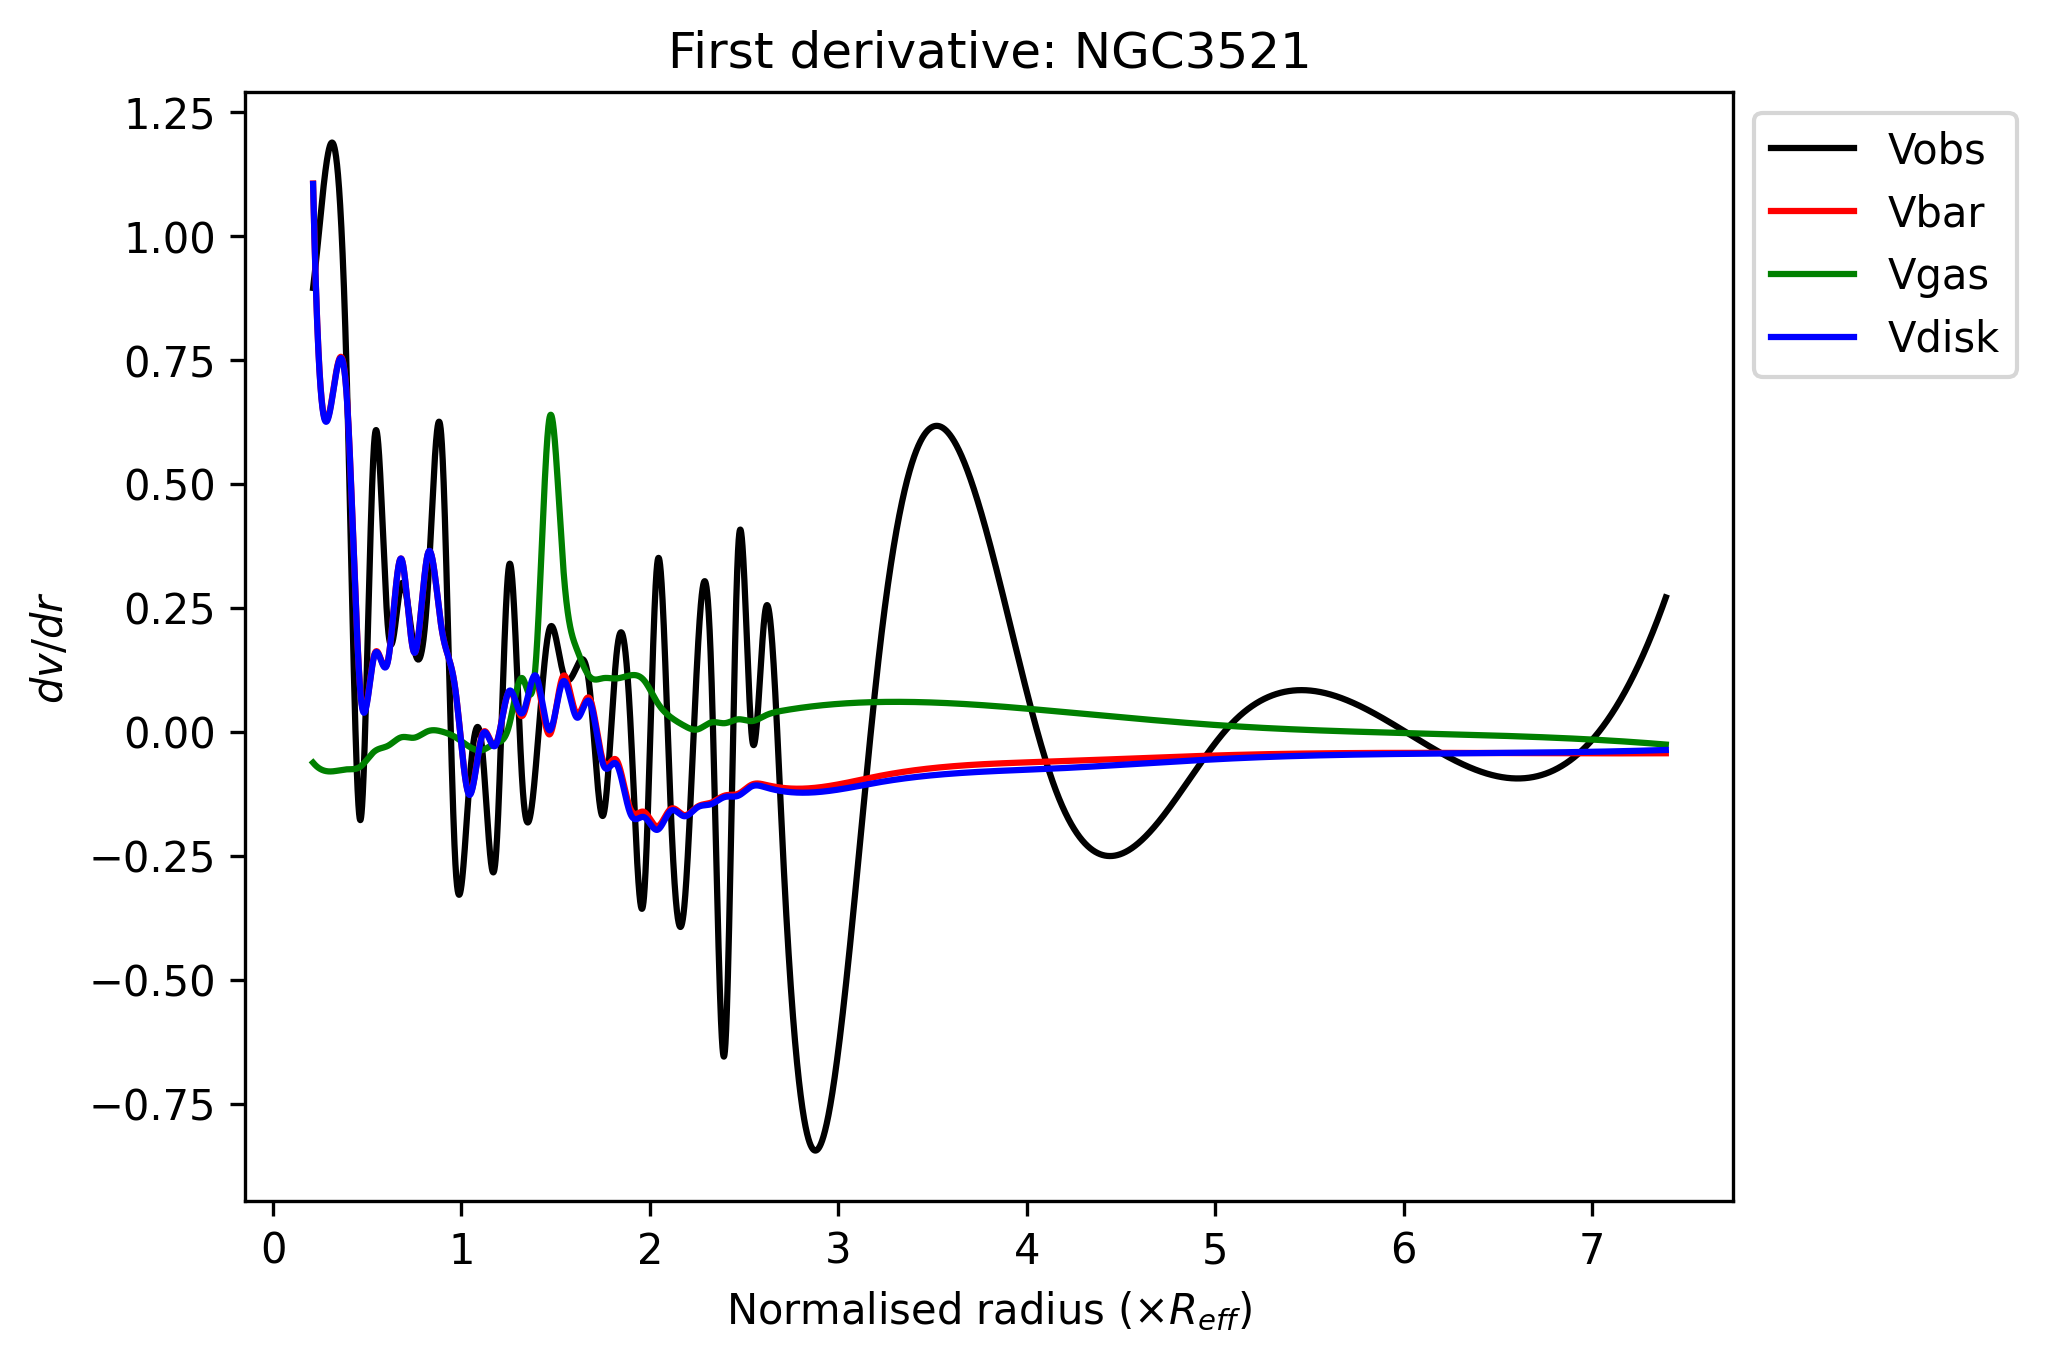 First derivative: NGC3521
1.25
1.00
0.75
0.50
0.25
0.00
−0.25
−0.50
−0.75
dv/dr
0 1 2 3 4 5 6 7
Normalised radius (×R_eff)
Vobs
Vbar
Vgas
Vdisk